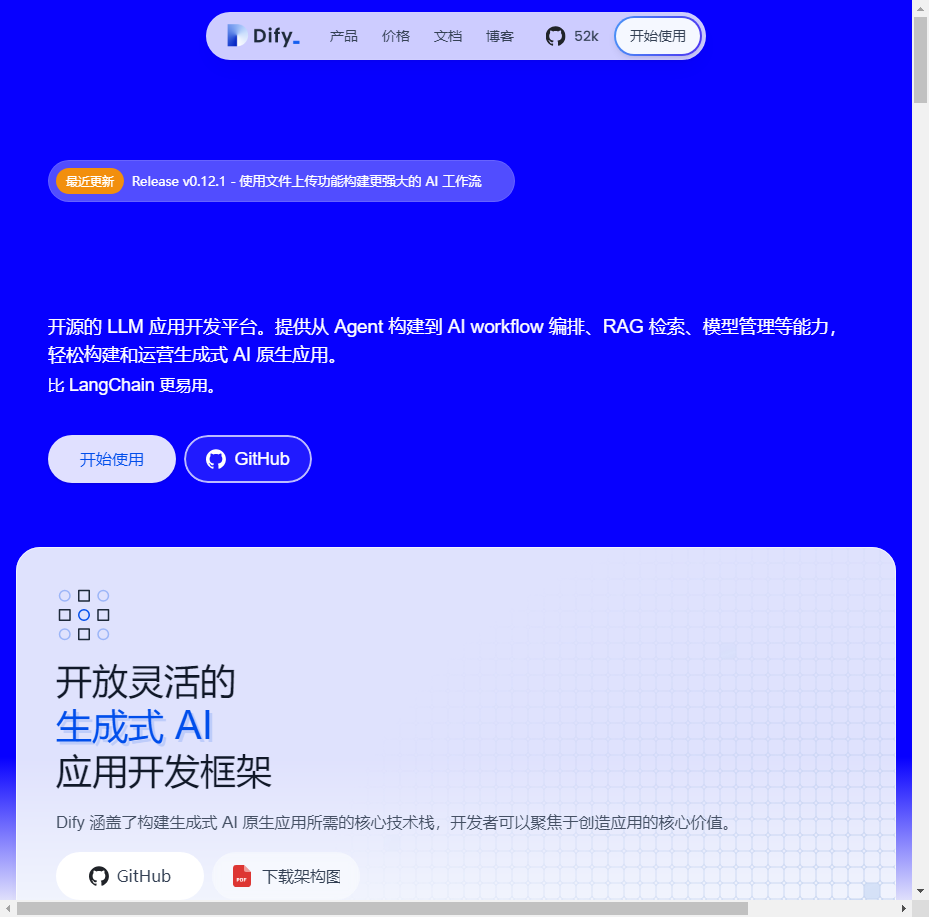 Dify_ 产品 价格 文档 博客 52k 开始使用
最近更新 Release v0.12.1 - 使用文件上传功能构建更强大的 AI 工作流
开源的 LLM 应用开发平台。提供从 Agent 构建到 AI workflow 编排、RAG 检索、模型管理等能力，
轻松构建和运营生成式 AI 原生应用。
比 LangChain 更易用。
开始使用 GitHub
开放灵活的
生成式 AI
应用开发框架
Dify 涵盖了构建生成式 AI 原生应用所需的核心技术栈，开发者可以聚焦于创造应用的核心价值。
GitHub PDF 下载架构图